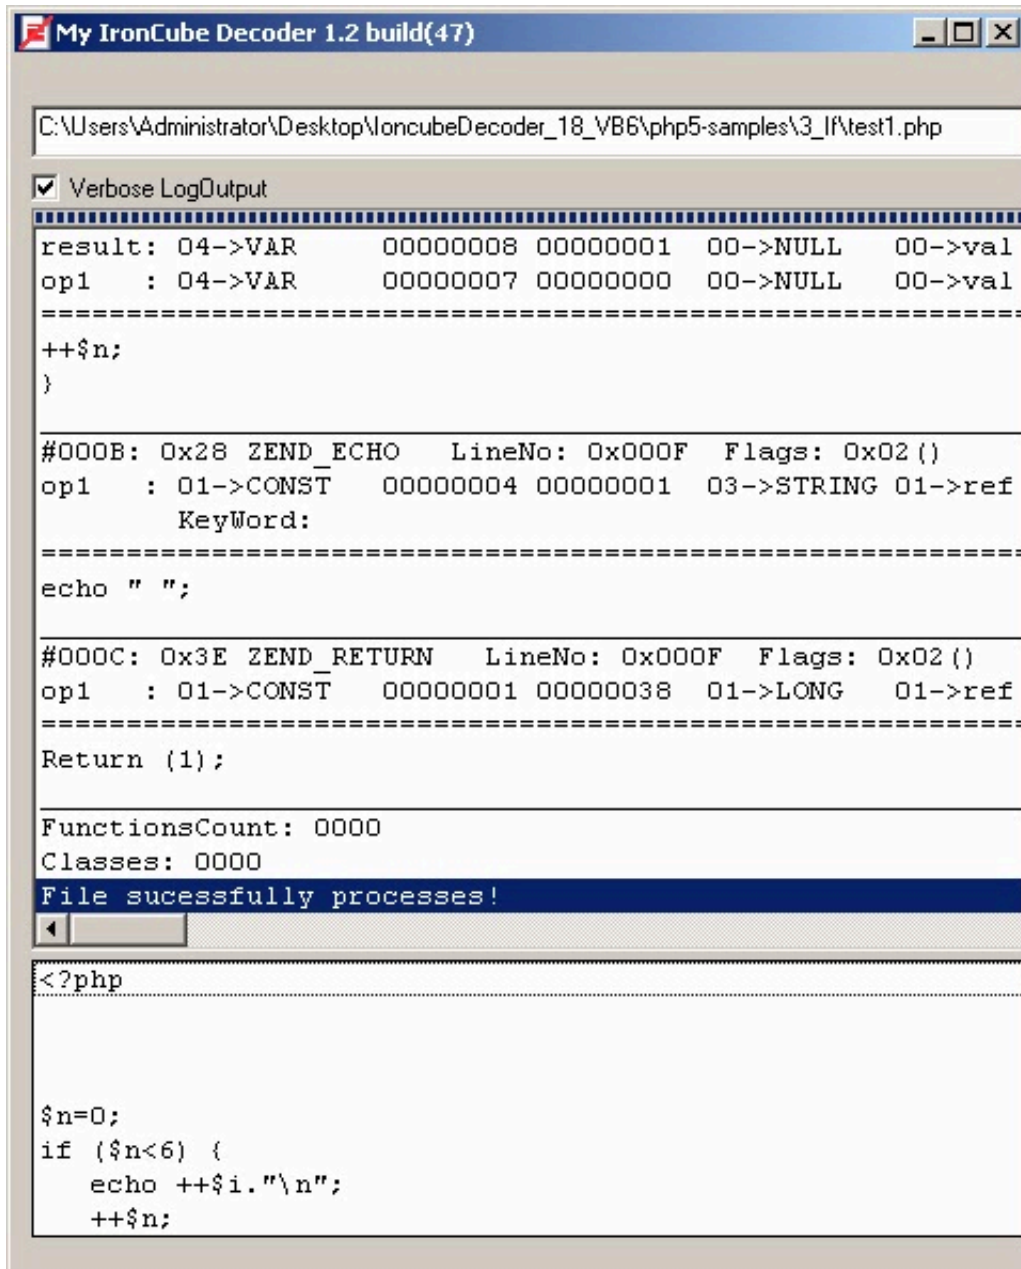 My IronCube Decoder 1.2 build(47)
C:\Users\Administrator\Desktop\IoncubeDecoder_18_VB6\php5-samples\3_If\test1.php
Verbose LogOutput
result: 04->VAR     00000008 00000001  00->NULL   00->val
op1   : 04->VAR     00000007 00000000  00->NULL   00->val
=========================================================
++$n;
}
#000B: 0x28 ZEND_ECHO   LineNo: 0x000F  Flags: 0x02()
op1   : 01->CONST   00000004 00000001  03->STRING 01->ref
        KeyWord:
=========================================================
echo " ";
#000C: 0x3E ZEND_RETURN   LineNo: 0x000F  Flags: 0x02()
op1   : 01->CONST   00000001 00000038  01->LONG   01->ref
=========================================================
Return (1);
FunctionsCount: 0000
Classes: 0000
File sucessfully processes!
<?php
$n=0;
if ($n<6) {
   echo ++$i."\n";
   ++$n;